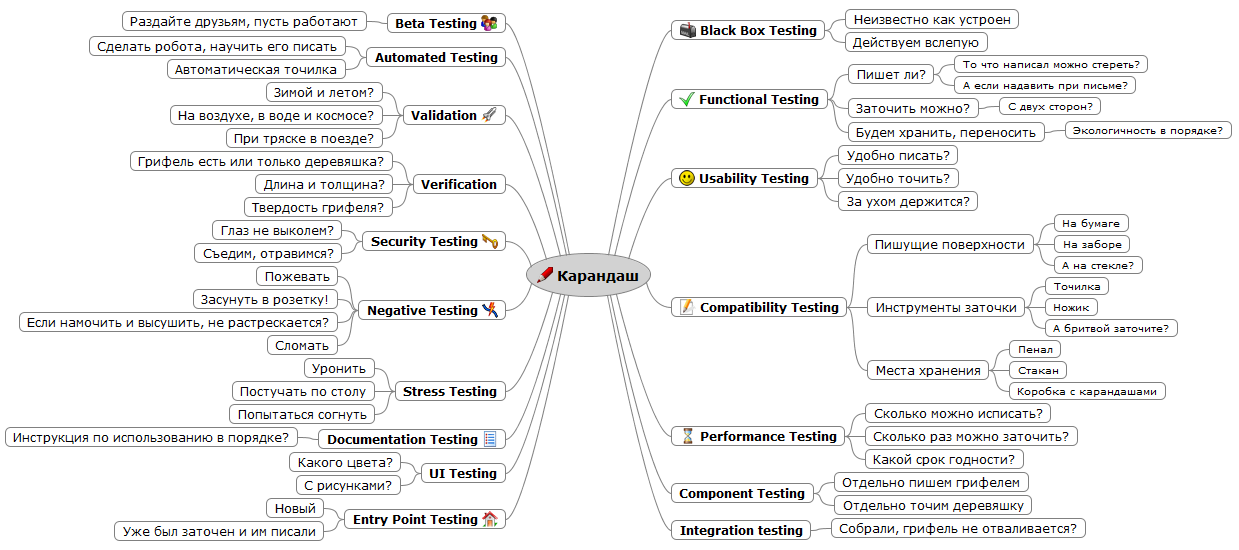 Карандаш
Beta Testing
Раздайте друзьям, пусть работают
Automated Testing
Сделать робота, научить его писать
Автоматическая точилка
Validation
Зимой и летом?
На воздухе, в воде и космосе?
При тряске в поезде?
Verification
Грифель есть или только деревяшка?
Длина и толщина?
Твердость грифеля?
Security Testing
Глаз не выколем?
Съедим, отравимся?
Negative Testing
Пожевать
Засунуть в розетку!
Если намочить и высушить, не растрескается?
Сломать
Stress Testing
Уронить
Постучать по столу
Попытаться согнуть
Documentation Testing
Инструкция по использованию в порядке?
UI Testing
Какого цвета?
С рисунками?
Entry Point Testing
Новый
Уже был заточен и им писали
Black Box Testing
Неизвестно как устроен
Действуем вслепую
Functional Testing
Пишет ли?
То что написал можно стереть?
А если надавить при письме?
Заточить можно?
С двух сторон?
Будем хранить, переносить
Экологичность в порядке?
Usability Testing
Удобно писать?
Удобно точить?
За ухом держится?
Compatibility Testing
Пишущие поверхности
На бумаге
На заборе
А на стекле?
Инструменты заточки
Точилка
Ножик
А бритвой заточите?
Места хранения
Пенал
Стакан
Коробка с карандашами
Performance Testing
Сколько можно исписать?
Сколько раз можно заточить?
Какой срок годности?
Component Testing
Отдельно пишем грифелем
Отдельно точим деревяшку
Integration testing
Собрали, грифель не отваливается?